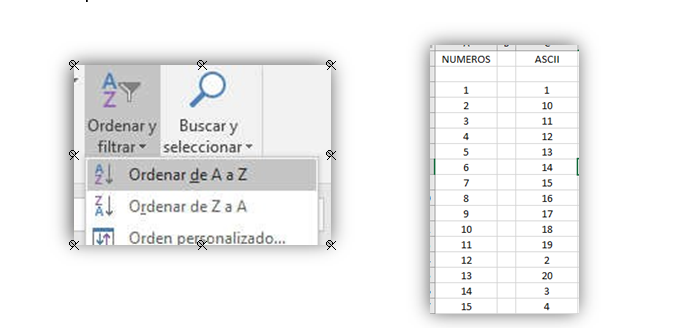 Ordenar y
filtrar
Buscar y
seleccionar
Ordenar de A a Z
Ordenar de Z a A
Orden personalizado...
NUMEROS ASCII
1 1
2 10
3 11
4 12
5 13
6 14
7 15
8 16
9 17
10 18
11 19
12 2
13 20
14 3
15 4